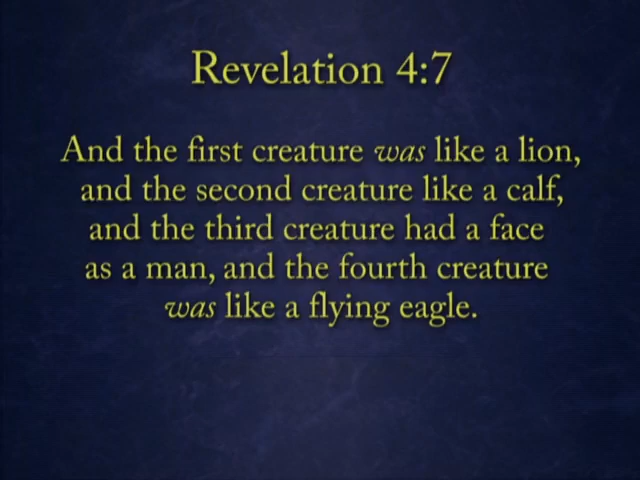 Revelation 4:7
And the first creature was like a lion,
and the second creature like a calf,
and the third creature had a face
as a man, and the fourth creature
was like a flying eagle.